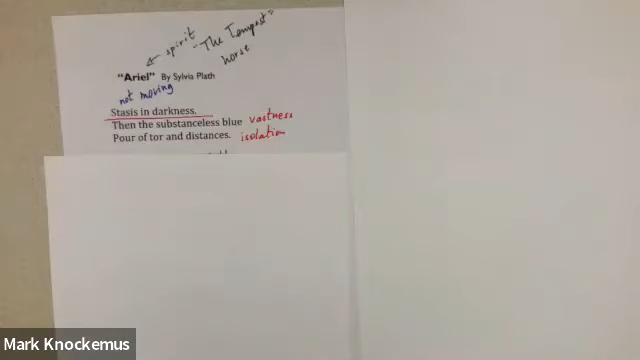 ← spirit "The Tempest"
horse
"Ariel" By Sylvia Plath
not moving
Stasis in darkness.
Then the substanceless blue vastness
Pour of tor and distances. isolation
Mark Knockemus